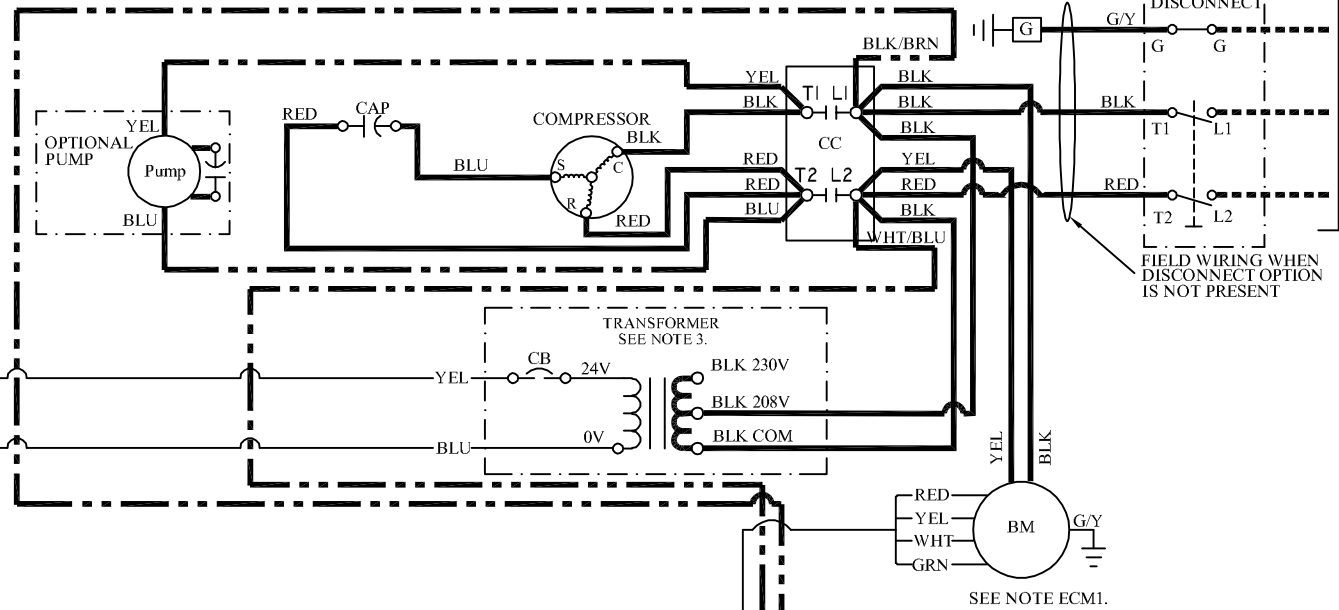 DISCONNECT
G/Y
G
G
G
BLK/BRN
YEL
T1 L1
BLK
BLK
BLK
BLK
T1
L1
RED
CAP
COMPRESSOR
BLK
BLK
CC
YEL
OPTIONAL
PUMP
Pump
BLU
BLU
S
C
R
RED
RED
RED
BLU
T2 L2
YEL
RED
BLK
WHT/BLU
RED
T2
L2
FIELD WIRING WHEN
DISCONNECT OPTION
IS NOT PRESENT
TRANSFORMER
SEE NOTE 3.
CB
24V
BLK 230V
YEL
BLK 208V
0V
BLK COM
BLU
YEL
BLK
RED
YEL
WHT
GRN
BM
G/Y
SEE NOTE ECM1.